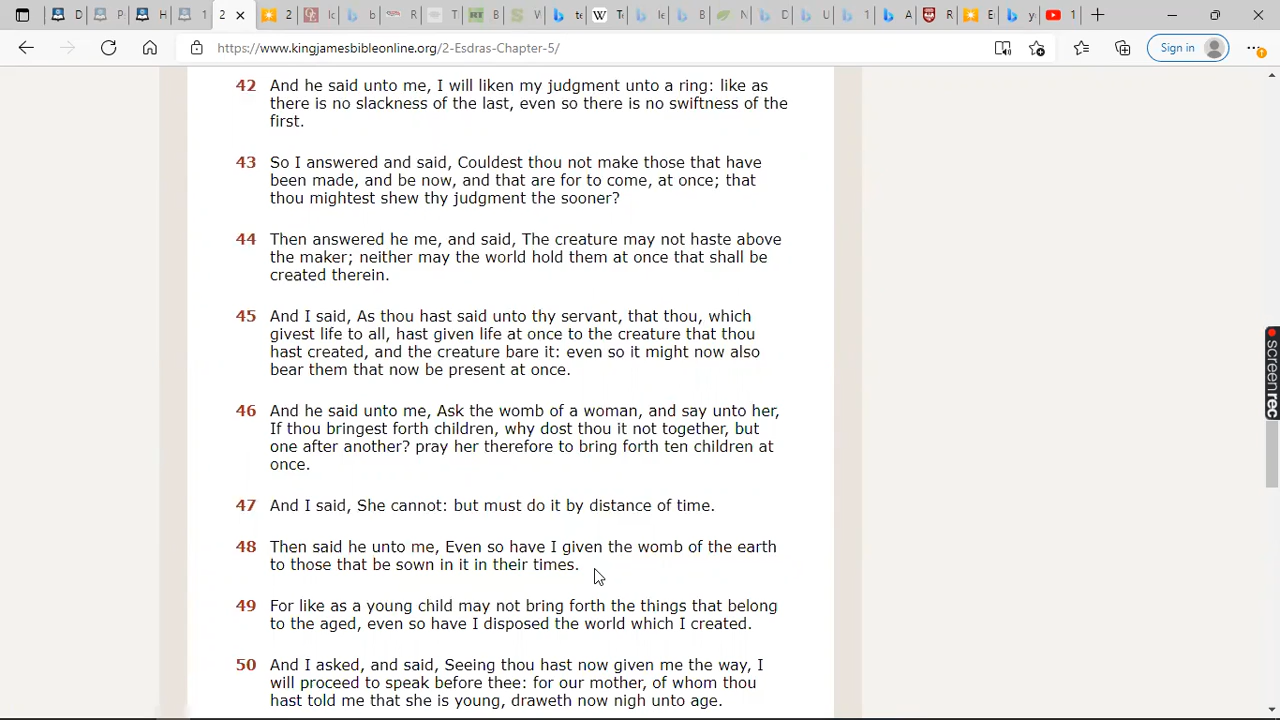 D
P
H
1
2
2
Ic
b
R
T
RT B
S V
te
W Te
le
B
N
D
U
1
A
R
E
y
1
https://www.kingjamesbibleonline.org/2-Esdras-Chapter-5/
Sign in
42 And he said unto me, I will liken my judgment unto a ring: like as
there is no slackness of the last, even so there is no swiftness of the
first.
43 So I answered and said, Couldest thou not make those that have
been made, and be now, and that are for to come, at once; that
thou mightest shew thy judgment the sooner?
44 Then answered he me, and said, The creature may not haste above
the maker; neither may the world hold them at once that shall be
created therein.
45 And I said, As thou hast said unto thy servant, that thou, which
givest life to all, hast given life at once to the creature that thou
hast created, and the creature bare it: even so it might now also
bear them that now be present at once.
46 And he said unto me, Ask the womb of a woman, and say unto her,
If thou bringest forth children, why dost thou it not together, but
one after another? pray her therefore to bring forth ten children at
once.
47 And I said, She cannot: but must do it by distance of time.
48 Then said he unto me, Even so have I given the womb of the earth
to those that be sown in it in their times.
49 For like as a young child may not bring forth the things that belong
to the aged, even so have I disposed the world which I created.
50 And I asked, and said, Seeing thou hast now given me the way, I
will proceed to speak before thee: for our mother, of whom thou
hast told me that she is young, draweth now nigh unto age.
screenrec